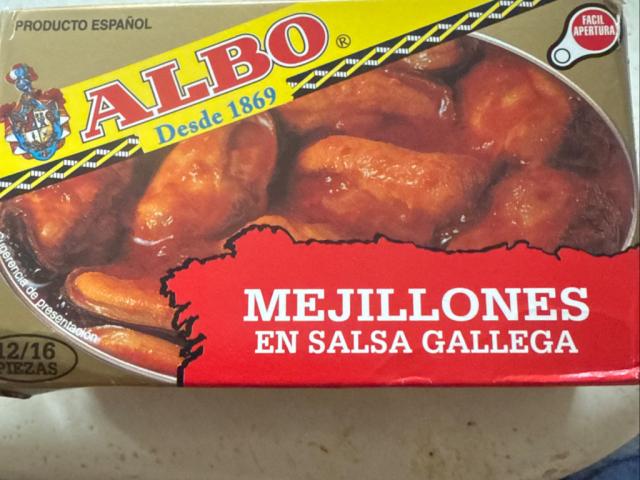 PRODUCTO ESPAÑOL
FACIL
APERTURA
ALBO®
Desde 1869
sugerencia de presentación
MEJILLONES
EN SALSA GALLEGA
12/16
PIEZAS